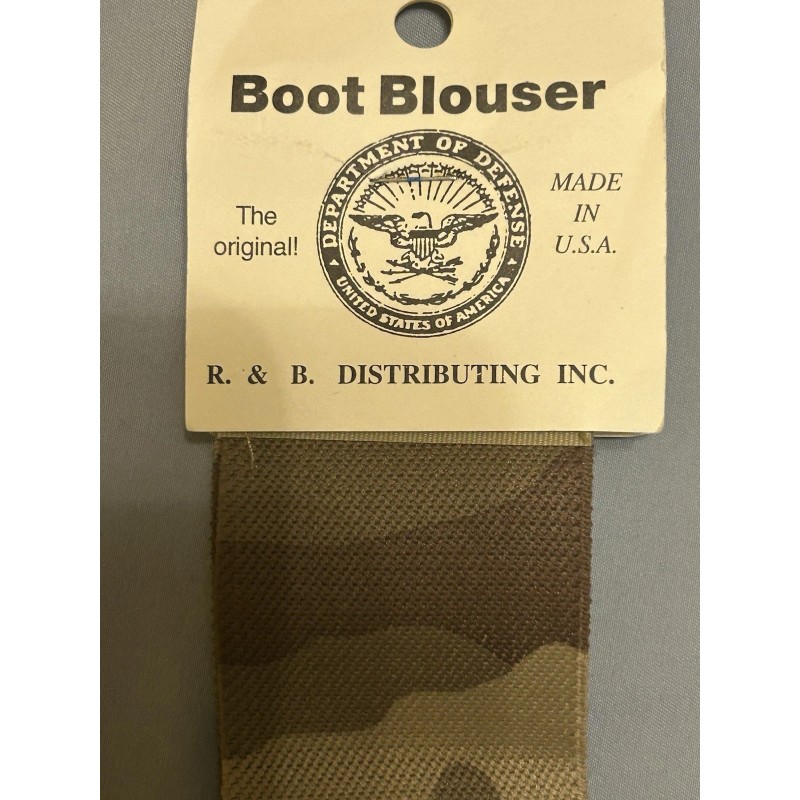 Boot Blouser
DEPARTMENT OF DEFENSE
UNITED STATES OF AMERICA
The
original!
MADE
IN
U.S.A.
R. & B. DISTRIBUTING INC.